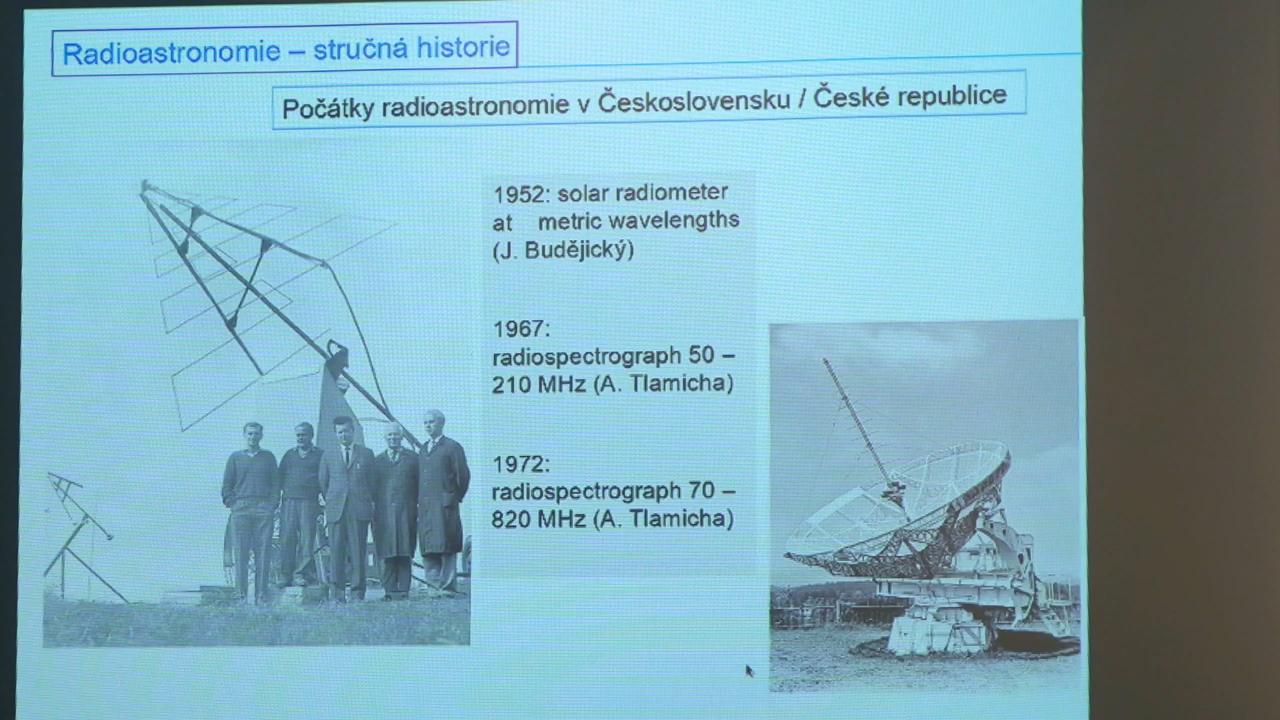 Radioastronomie – stručná historie
Počátky radioastronomie v Československu / České republice
1952: solar radiometer
at metric wavelengths
(J. Budějický)
1967:
radiospectrograph 50 –
210 MHz (A. Tlamicha)
1972:
radiospectrograph 70 –
820 MHz (A. Tlamicha)